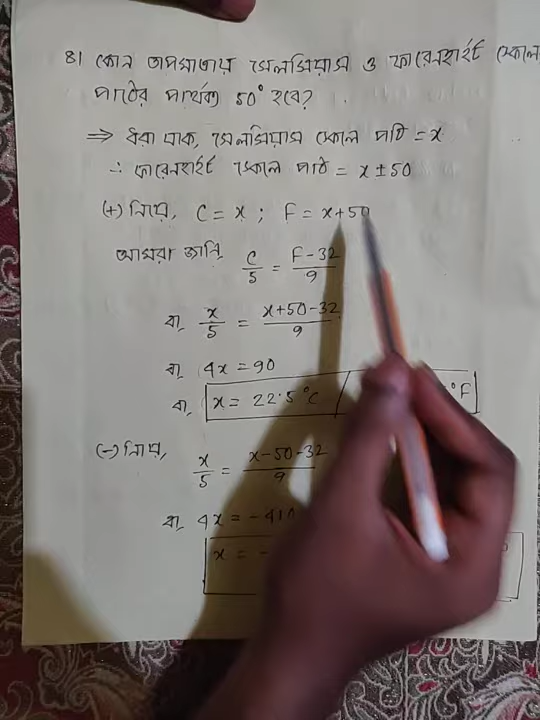 ৪। কোন তাপমাত্রায় সেলসিয়াস ও ফারেনহাইট স্কেলে
পাঠের পার্থক্য 50° হবে?
⇒ ধরা যাক, সেলসিয়াস স্কেলে পাঠ = x
∴ ফারেনহাইট স্কেলে পাঠ = x ± 50
(+) নিয়ে, C = x ; F = x+50
আমরা জানি, C/5 = F-32/9
বা, x/5 = x+50-32/9
বা, 4x = 90
বা, x = 22.5°C / °F
(-) নিয়ে, x/5 = x-50-32/9
বা, 4x = -410
x = -